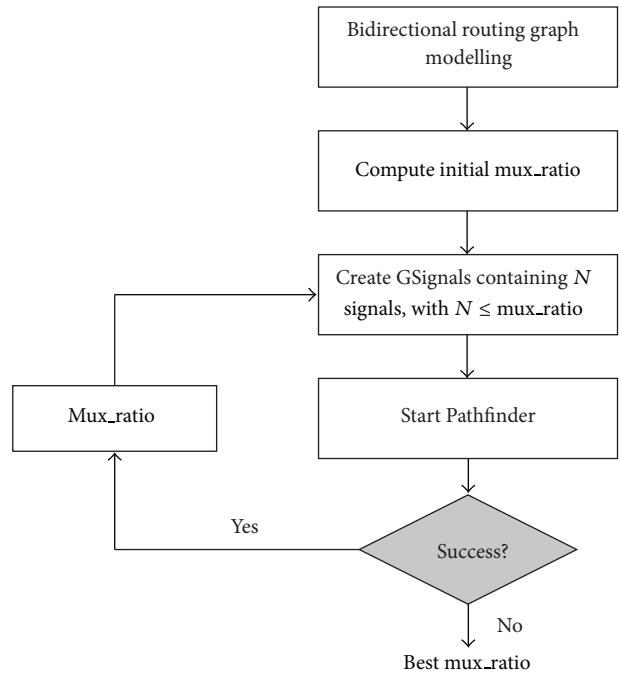 Bidirectional routing graph
modelling
Compute initial mux_ratio
Create GSignals containing N
signals, with N ≤ mux_ratio
Mux_ratio
Start Pathfinder
Yes
Success?
No
Best mux_ratio